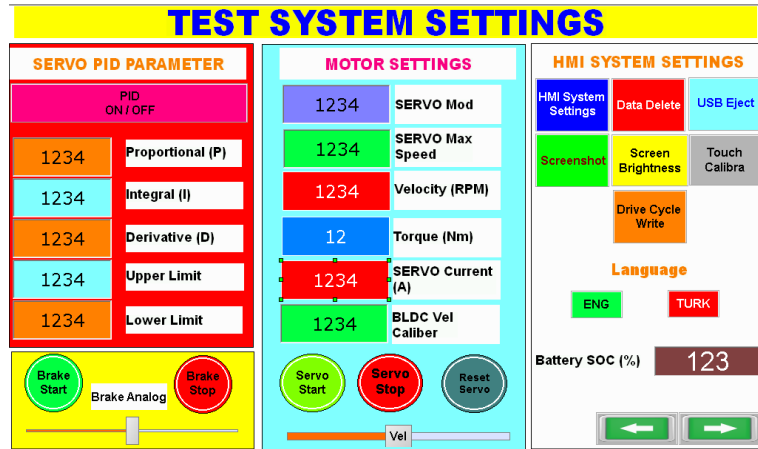 TEST SYSTEM SETTINGS
SERVO PID PARAMETER
PID
ON / OFF
1234 Proportional (P)
1234 Integral (I)
1234 Derivative (D)
1234 Upper Limit
1234 Lower Limit
Brake
Start
Brake Analog
Brake
Stop
MOTOR SETTINGS
1234 SERVO Mod
1234 SERVO Max
Speed
1234 Velocity (RPM)
12 Torque (Nm)
1234 SERVO Current
(A)
1234 BLDC Vel
Caliber
Servo
Start
Servo
Stop
Reset
Servo
Vel
HMI SYSTEM SETTINGS
HMI System
Settings
Data Delete
USB Eject
Screenshot
Screen
Brightness
Touch
Calibra
Drive Cycle
Write
Language
ENG
TURK
Battery SOC (%) 123